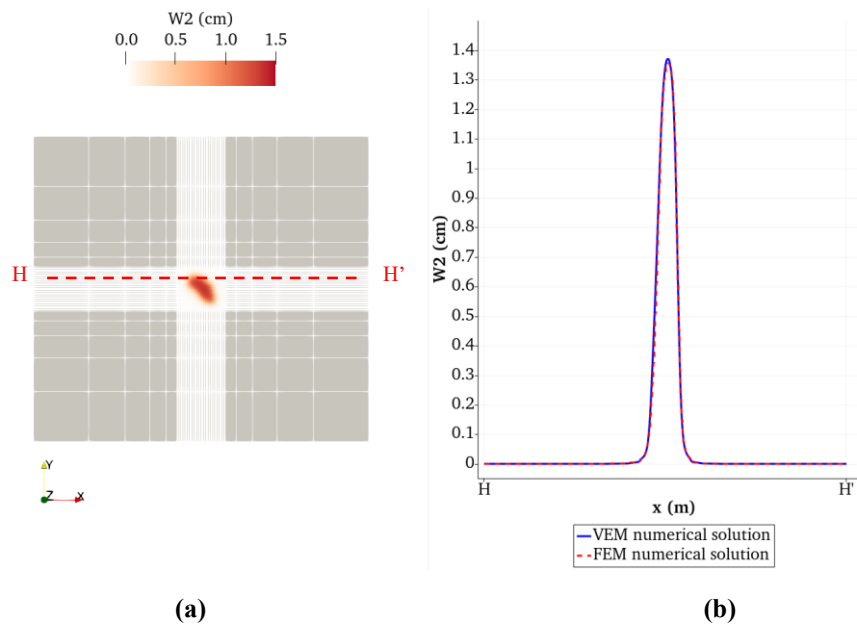 W2 (cm)
0.0 0.5 1.0 1.5
H H'
Y
Z X
(a)
W2 (cm)
1.4
1.3
1.2
1.1
1
0.9
0.8
0.7
0.6
0.5
0.4
0.3
0.2
0.1
0
H H'
x (m)
VEM numerical solution
FEM numerical solution
(b)